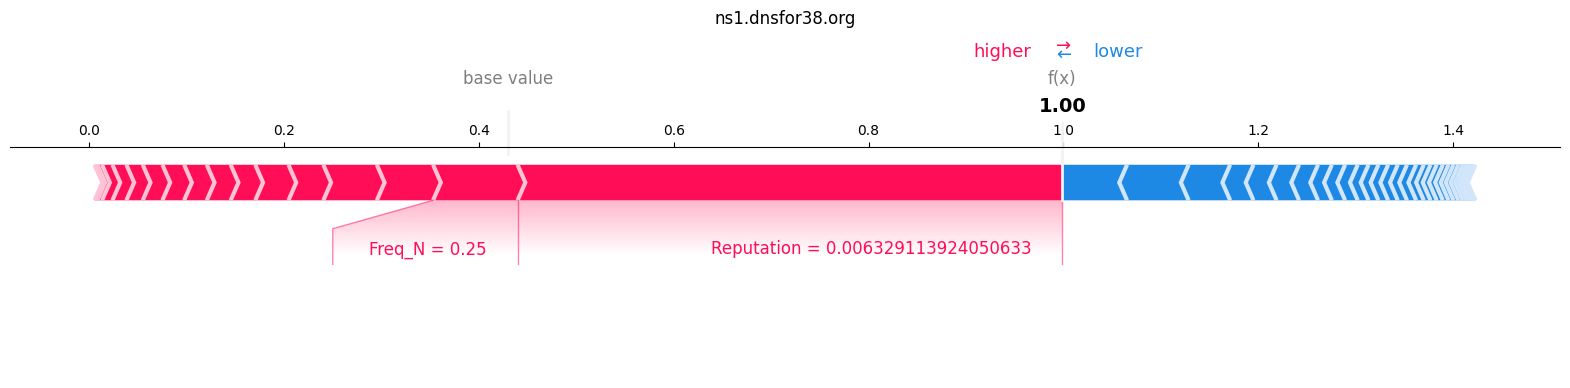 ns1.dnsfor38.org
higher ⇄ lower
base value f(x)
1.00
0.0 0.2 0.4 0.6 0.8 1 0 1.2 1.4
Freq_N = 0.25 Reputation = 0.006329113924050633